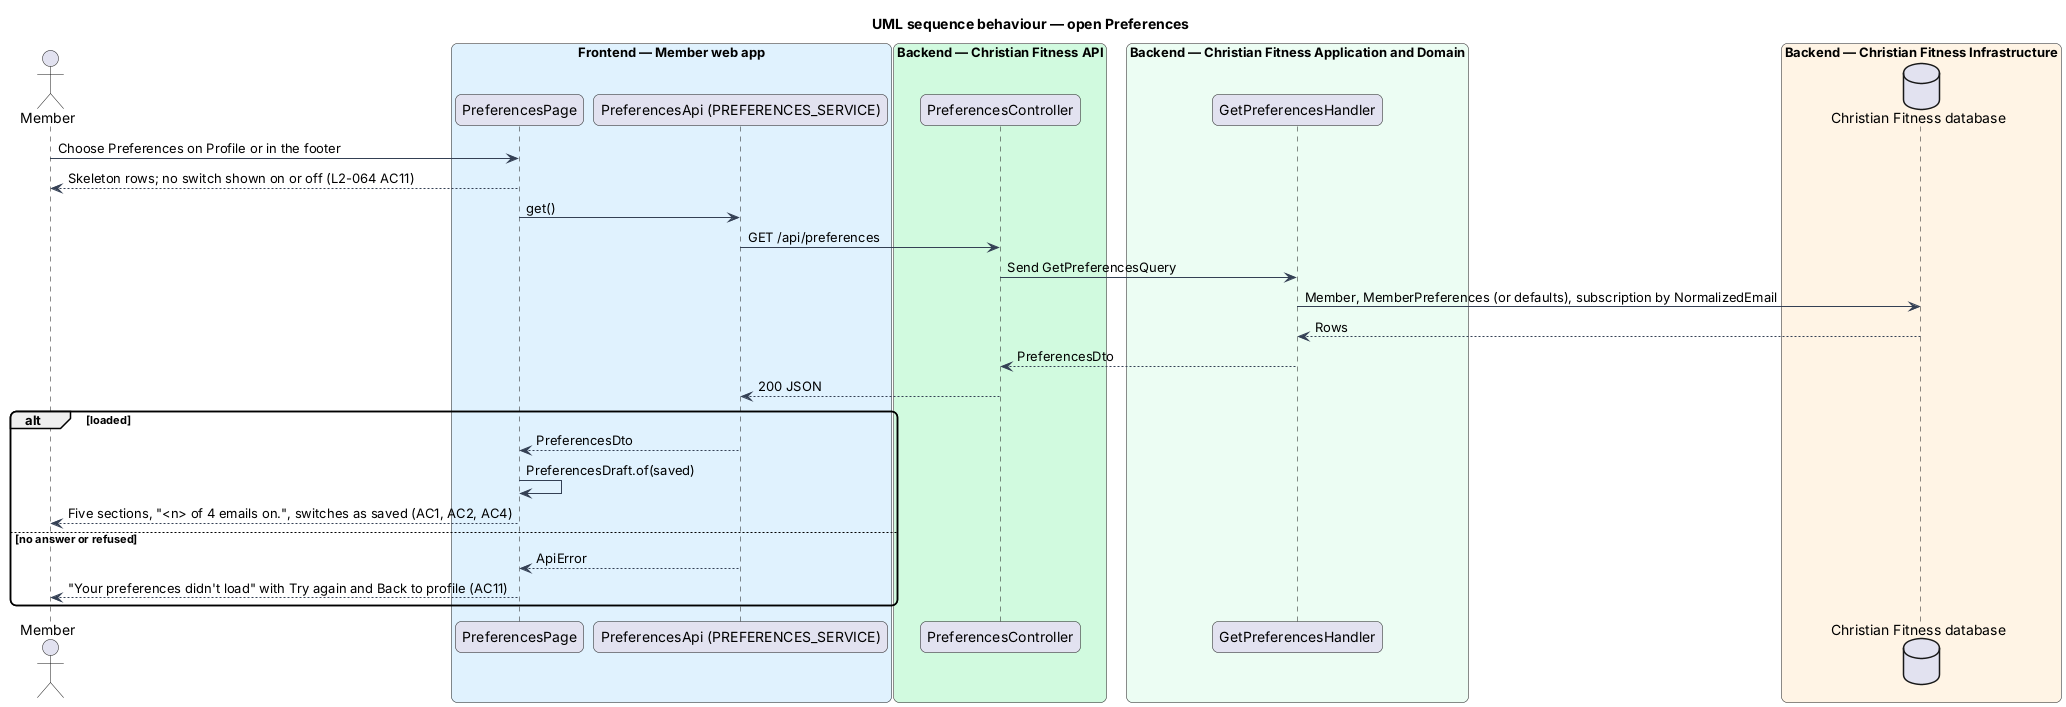 UML sequence behaviour — open Preferences
Frontend — Member web app
Backend — Christian Fitness API
Backend — Christian Fitness Application and Domain
Backend — Christian Fitness Infrastructure
Member
PreferencesPage
PreferencesApi (PREFERENCES_SERVICE)
PreferencesController
GetPreferencesHandler
Christian Fitness database
Choose Preferences on Profile or in the footer
Skeleton rows; no switch shown on or off (L2-064 AC11)
get()
GET /api/preferences
Send GetPreferencesQuery
Member, MemberPreferences (or defaults), subscription by NormalizedEmail
Rows
PreferencesDto
200 JSON
alt [loaded]
PreferencesDto
PreferencesDraft.of(saved)
Five sections, "<n> of 4 emails on.", switches as saved (AC1, AC2, AC4)
[no answer or refused]
ApiError
"Your preferences didn't load" with Try again and Back to profile (AC11)
Member
PreferencesPage
PreferencesApi (PREFERENCES_SERVICE)
PreferencesController
GetPreferencesHandler
Christian Fitness database